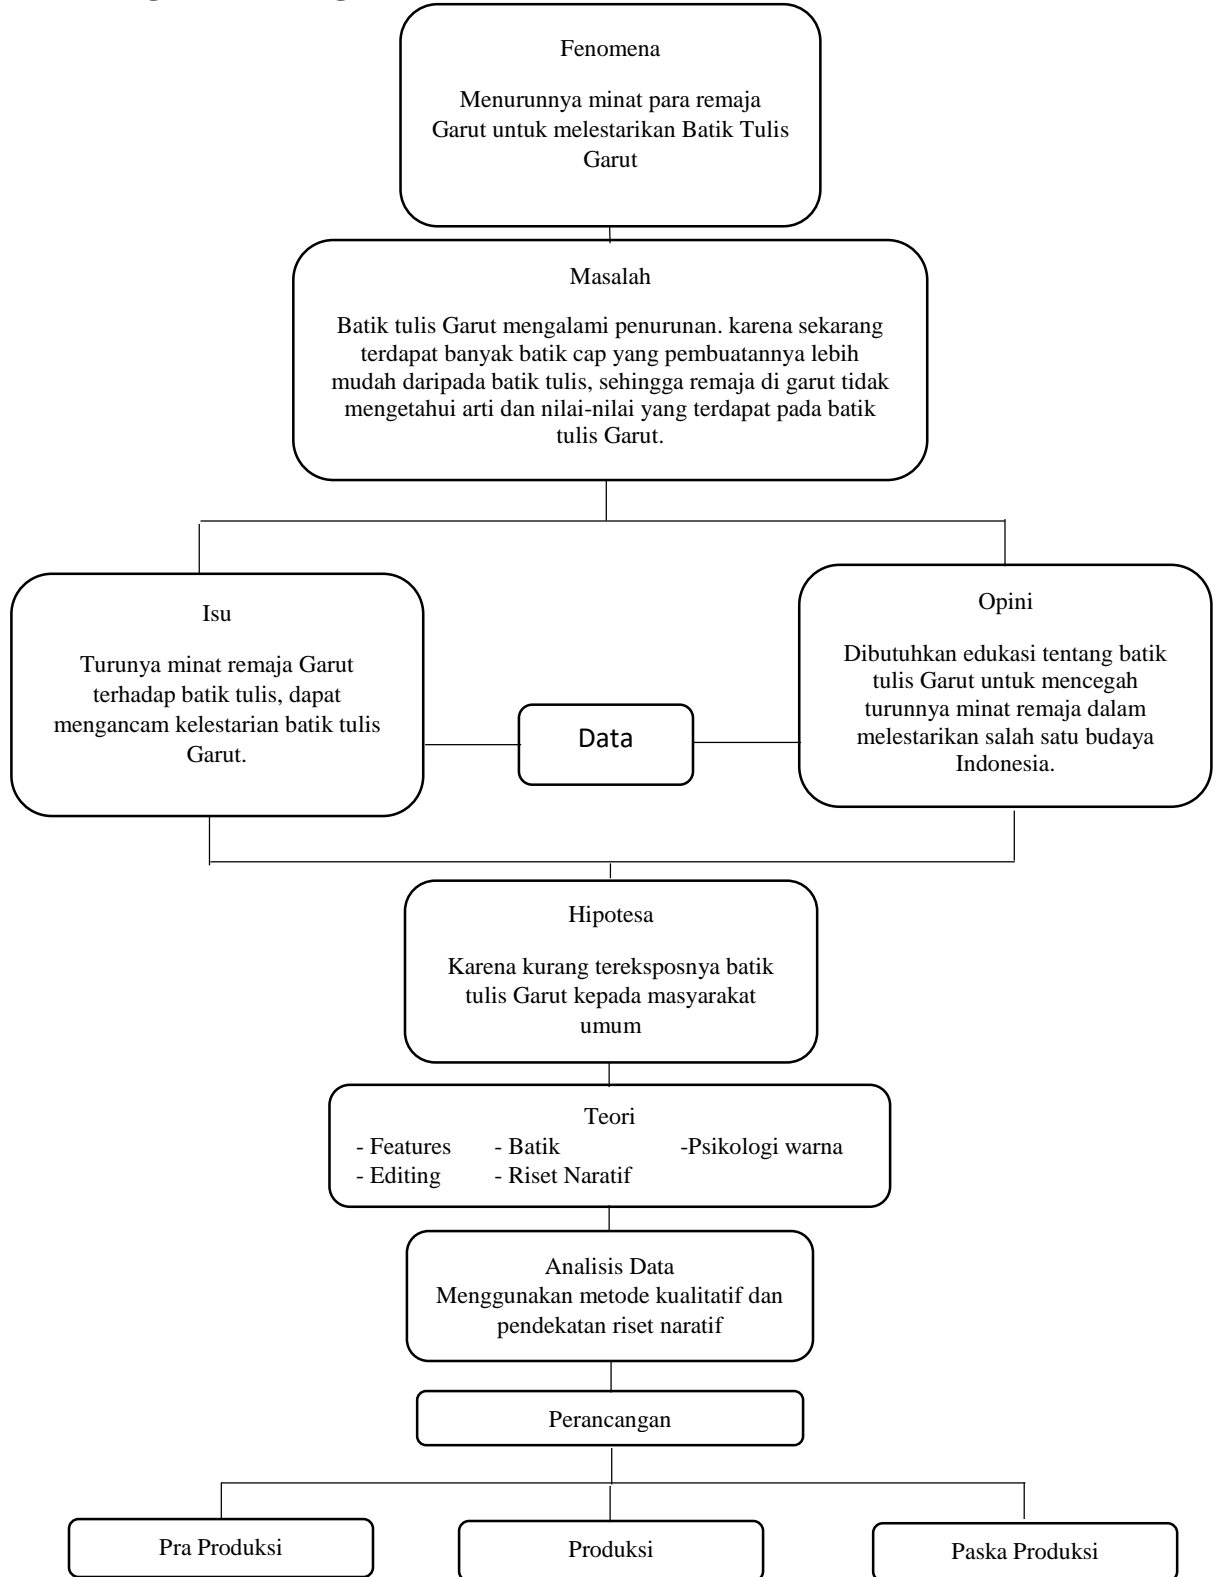 Fenomena
Menurunnya minat para remaja
Garut untuk melestarikan Batik Tulis
Garut
Masalah
Batik tulis Garut mengalami penurunan. karena sekarang
terdapat banyak batik cap yang pembuatannya lebih
mudah daripada batik tulis, sehingga remaja di garut tidak
mengetahui arti dan nilai-nilai yang terdapat pada batik
tulis Garut.
Isu
Turunya minat remaja Garut
terhadap batik tulis, dapat
mengancam kelestarian batik tulis
Garut.
Data
Opini
Dibutuhkan edukasi tentang batik
tulis Garut untuk mencegah
turunnya minat remaja dalam
melestarikan salah satu budaya
Indonesia.
Hipotesa
Karena kurang tereksposnya batik
tulis Garut kepada masyarakat
umum
Teori
- Features - Batik -Psikologi warna
- Editing - Riset Naratif
Analisis Data
Menggunakan metode kualitatif dan
pendekatan riset naratif
Perancangan
Pra Produksi
Produksi
Paska Produksi